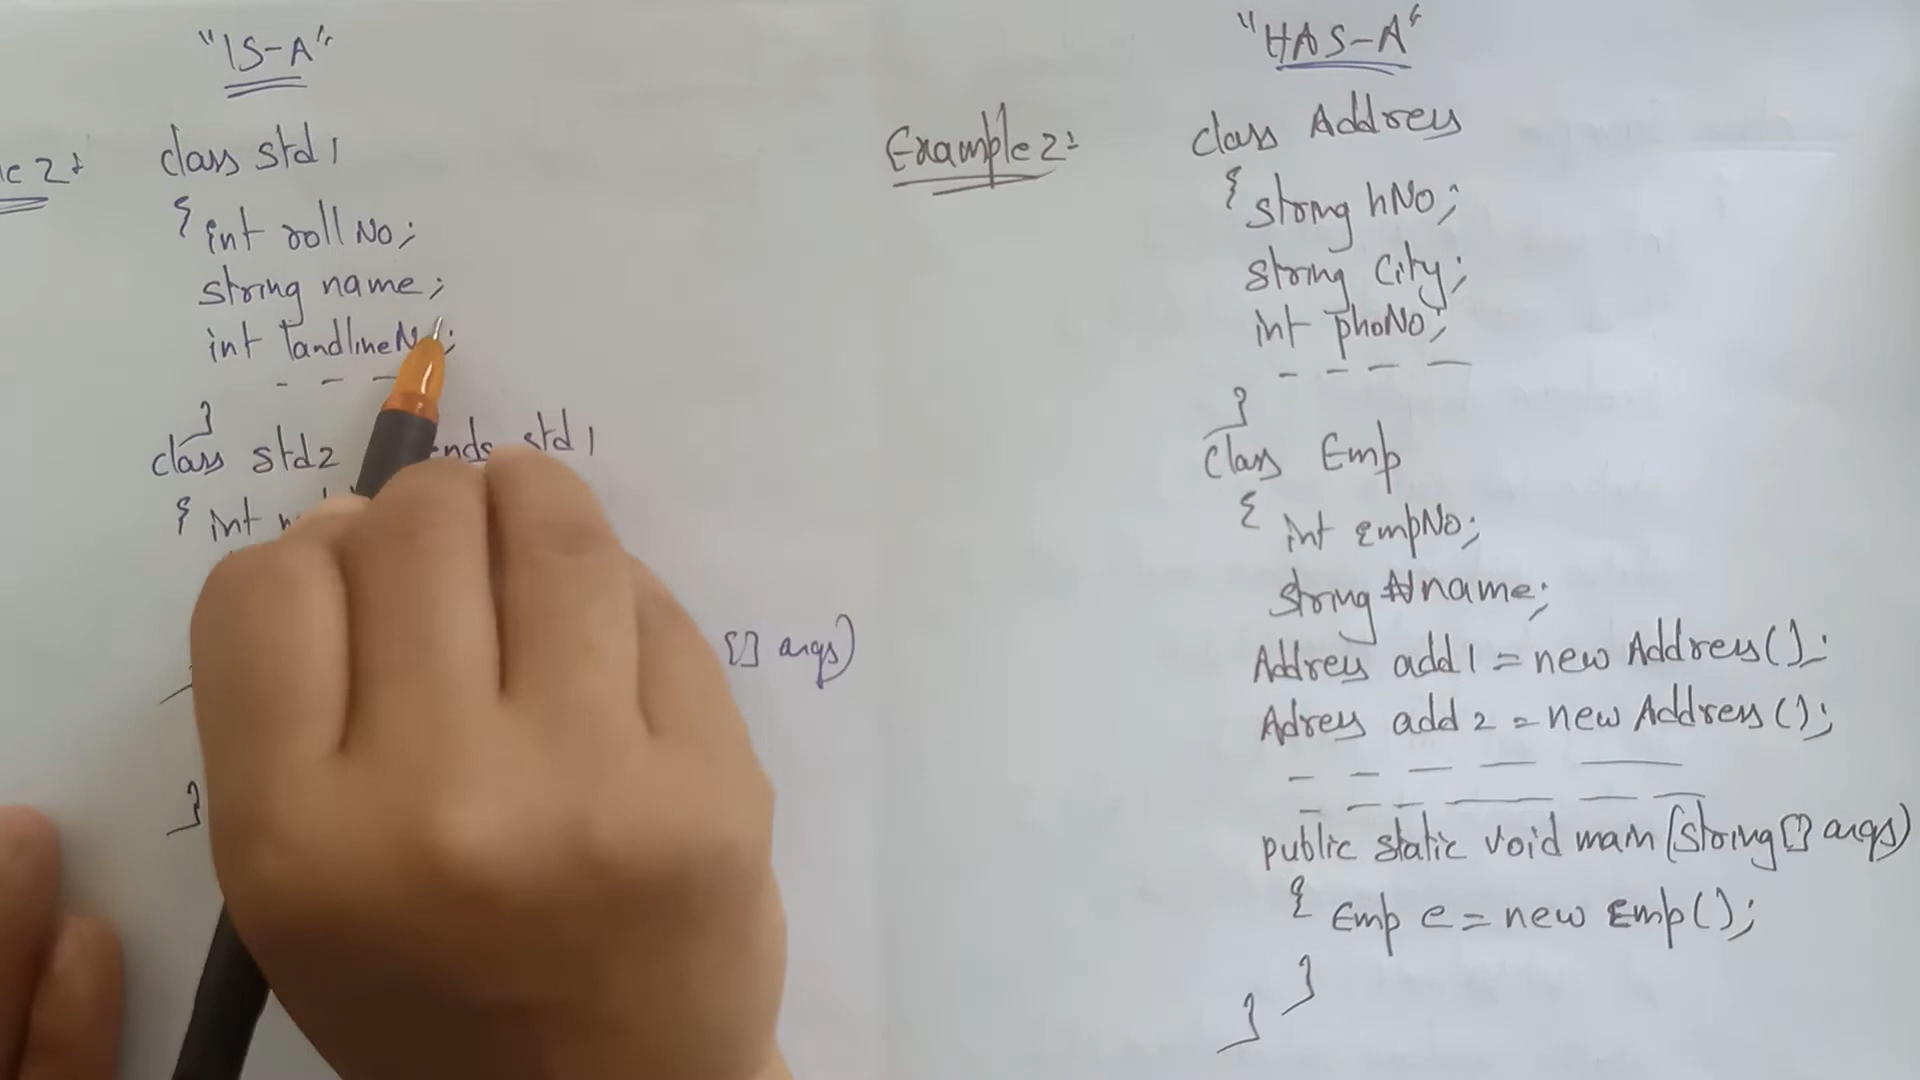 "IS-A"
class std1
{ int rollNo;
string name;
int landlineN ;
- - -
}
class std2 ends std1
{ int
[] args)
}
"HAS-A"
Example 2:
class Address
{ string hNo;
string City;
int phoNo;
- - - -
}
class Emp
{ int empNo;
string name;
Address add1 = new Address();
Adress add2 = new Address();
- - - - -
- - - - - -
public static void main (string [] args)
{ Emp e = new Emp();
}
}